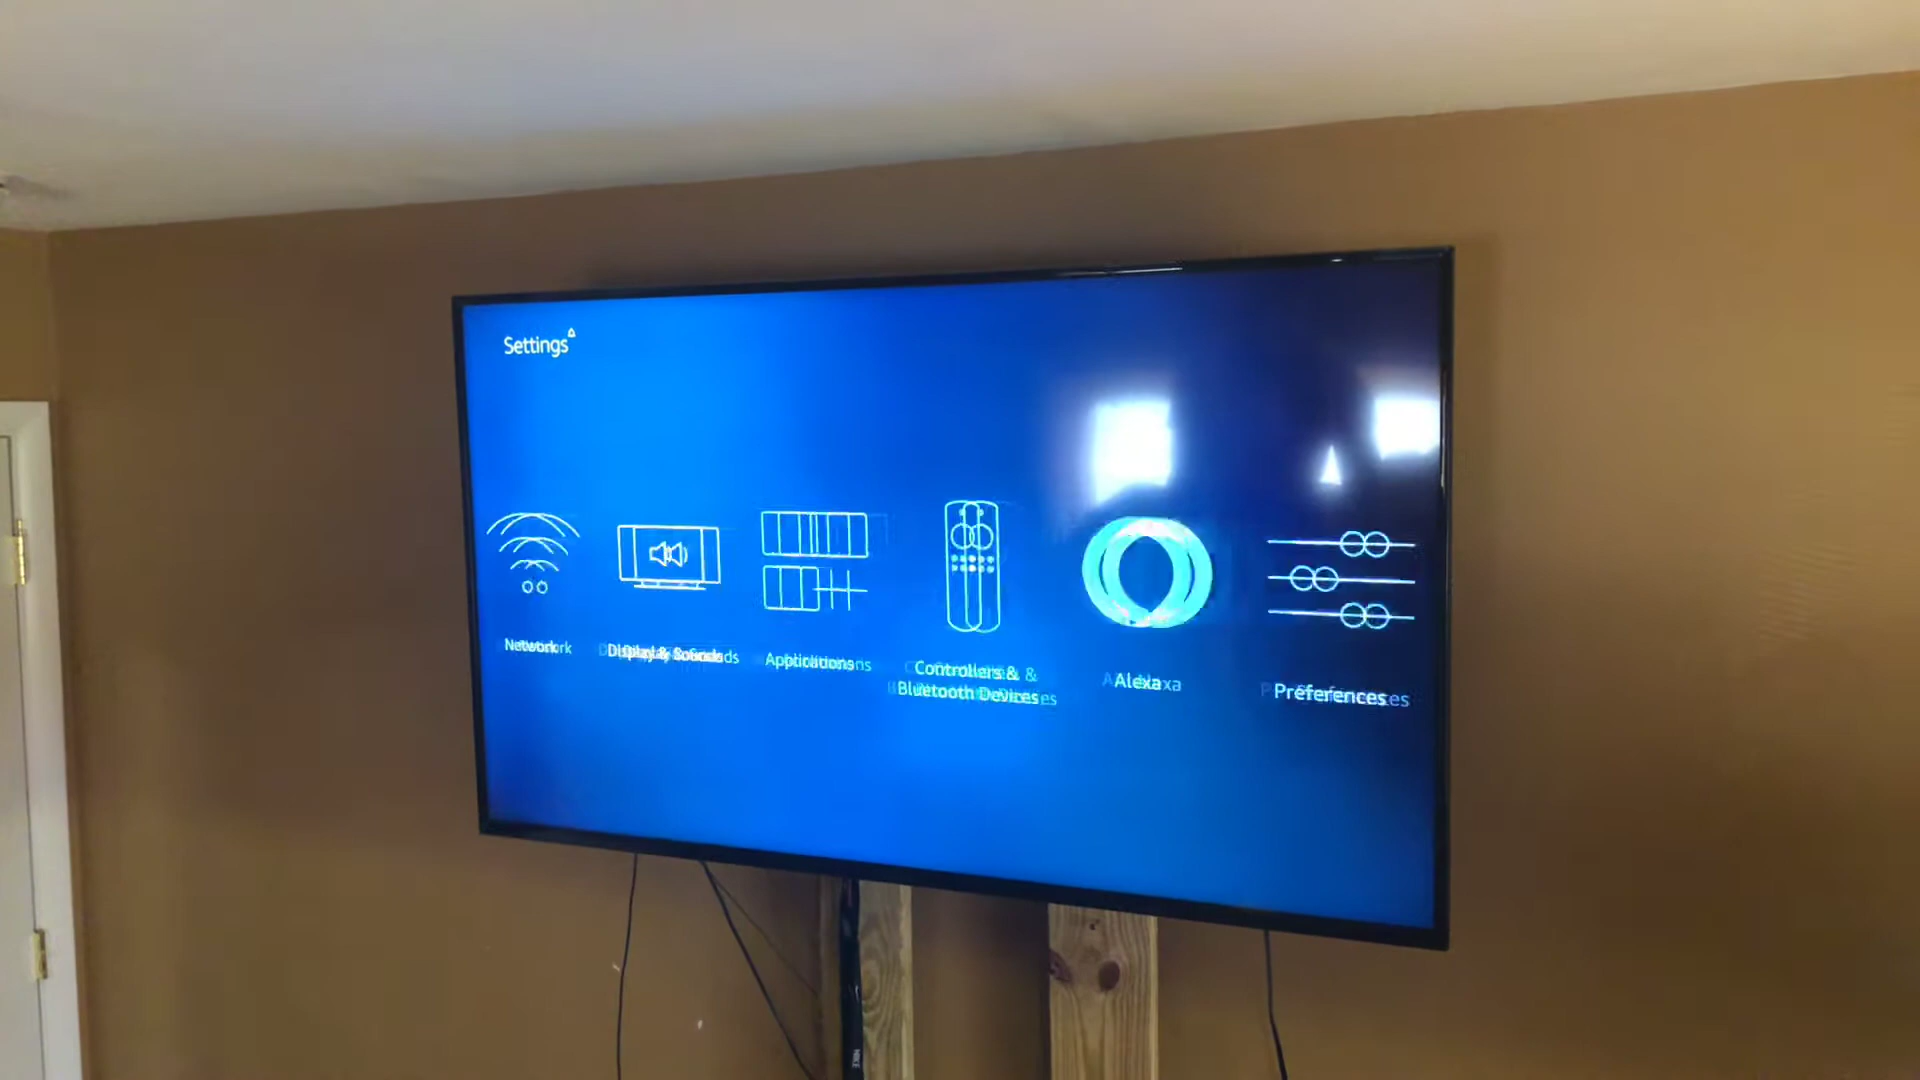 Settings
Network
Display & Sounds
Applications
Controllers &
Bluetooth Devices
Alexa
Preferences